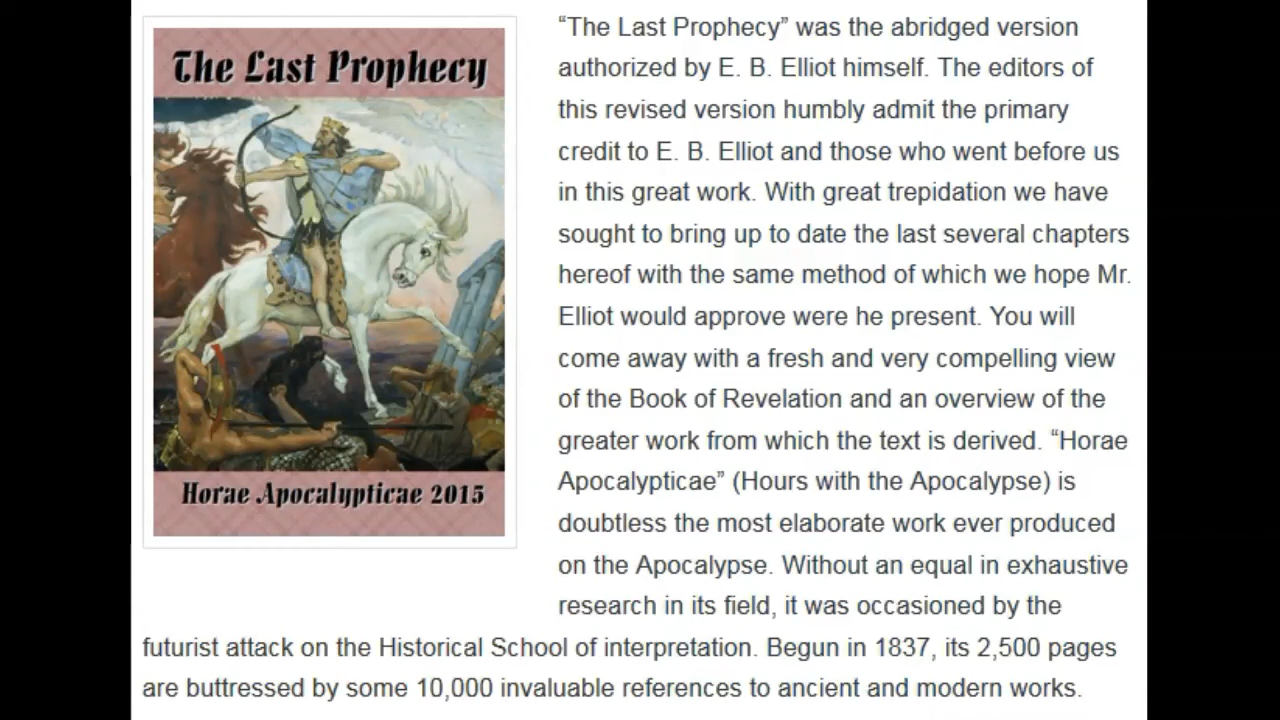 The Last Prophecy
Horae Apocalypticae 2015
“The Last Prophecy” was the abridged version
authorized by E. B. Elliot himself. The editors of
this revised version humbly admit the primary
credit to E. B. Elliot and those who went before us
in this great work. With great trepidation we have
sought to bring up to date the last several chapters
hereof with the same method of which we hope Mr.
Elliot would approve were he present. You will
come away with a fresh and very compelling view
of the Book of Revelation and an overview of the
greater work from which the text is derived. “Horae
Apocalypticae” (Hours with the Apocalypse) is
doubtless the most elaborate work ever produced
on the Apocalypse. Without an equal in exhaustive
research in its field, it was occasioned by the
futurist attack on the Historical School of interpretation. Begun in 1837, its 2,500 pages
are buttressed by some 10,000 invaluable references to ancient and modern works.